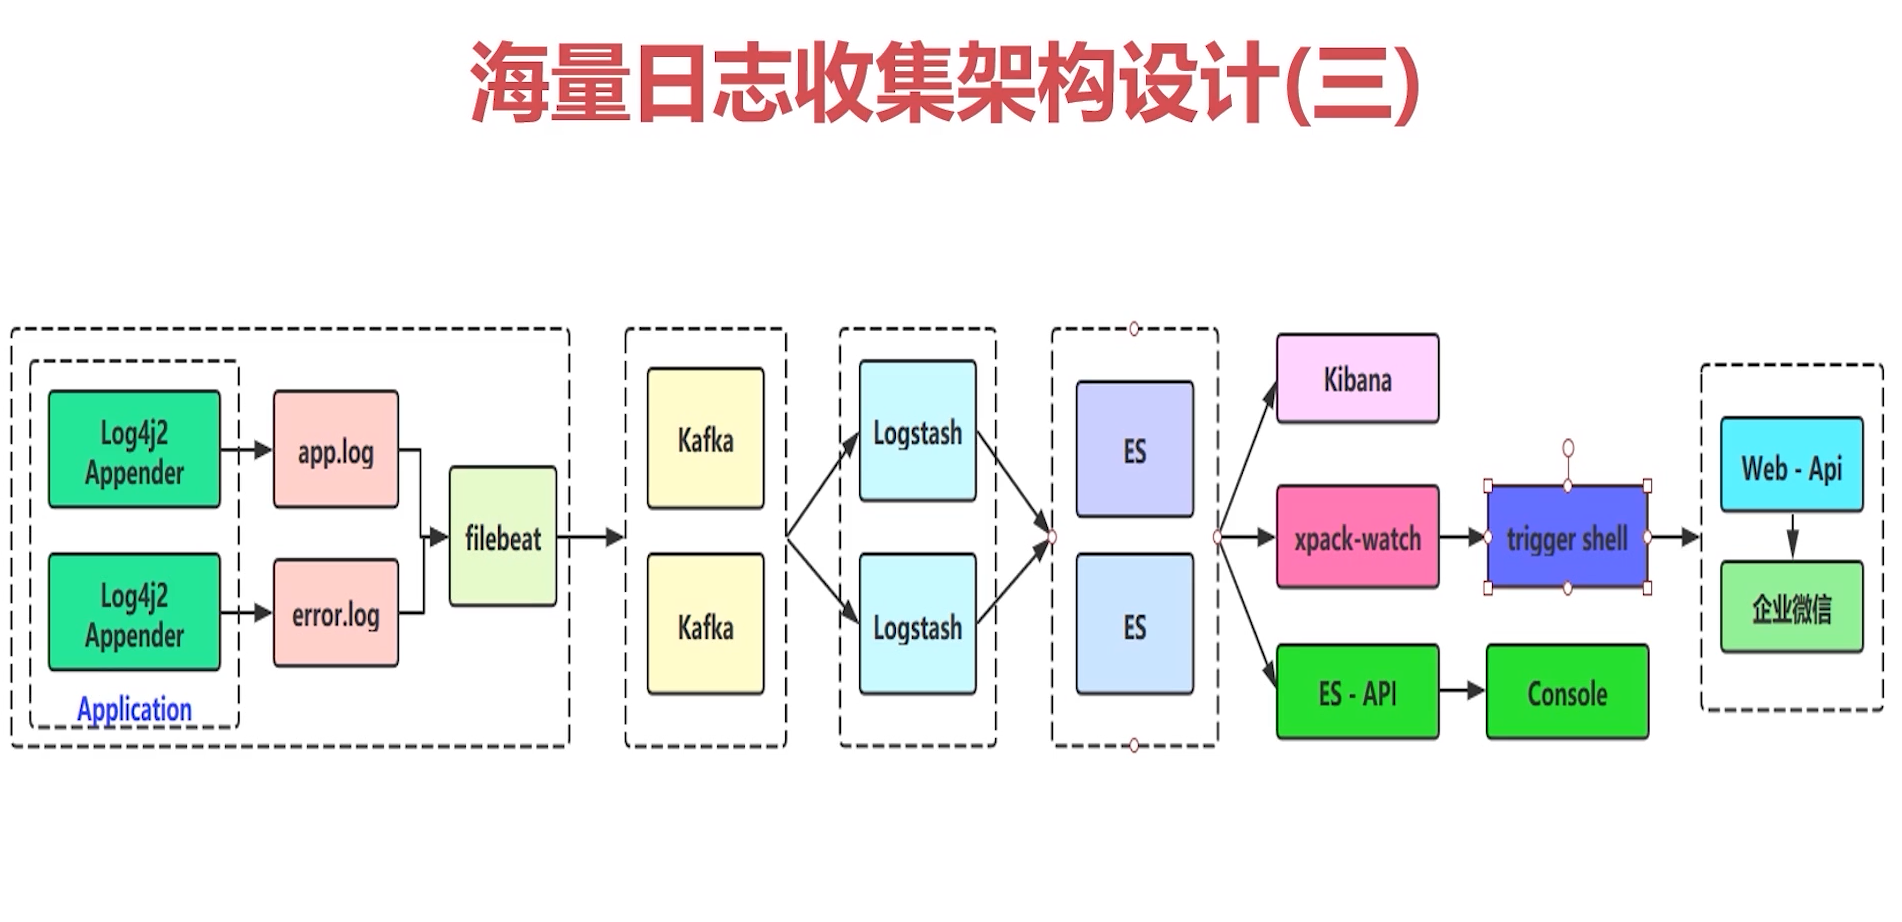 海量日志收集架构设计(三)
Log4j2
Appender
app.log
Log4j2
Appender
error.log
Application
filebeat
Kafka
Kafka
Logstash
Logstash
ES
ES
Kibana
xpack-watch
trigger shell
ES - API
Console
Web - Api
企业微信